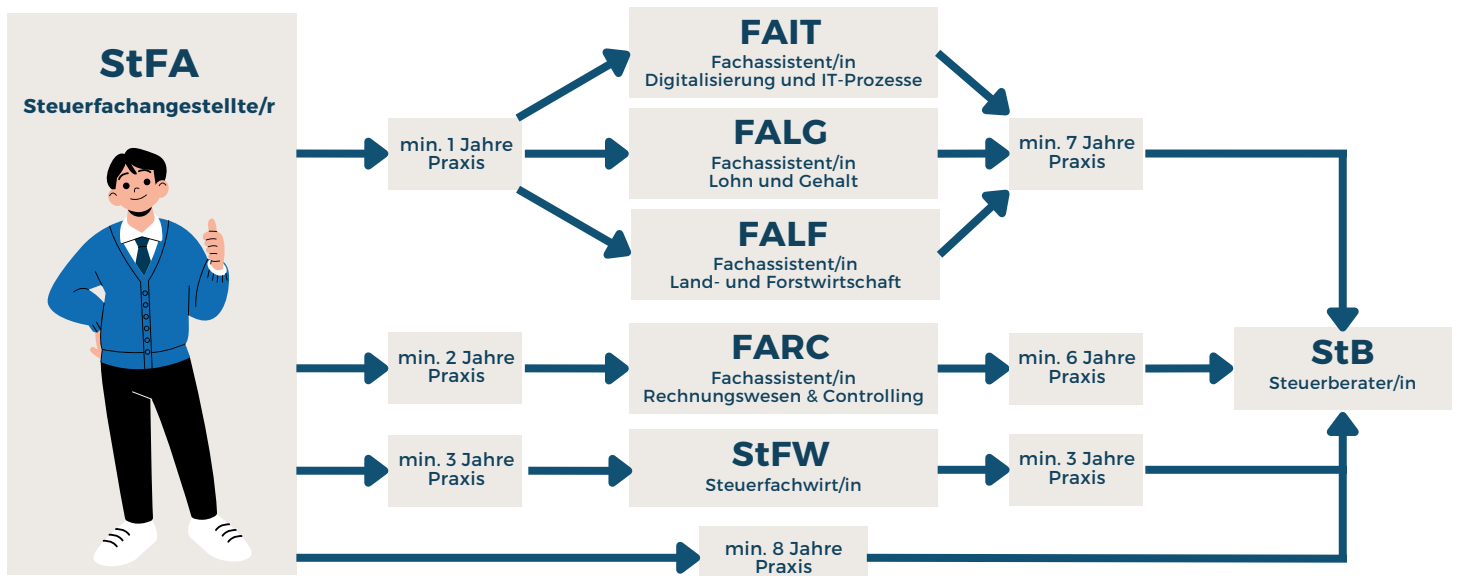 StFA
Steuerfachangestellte/r
min. 1 Jahre
Praxis
FAIT
Fachassistent/in
Digitalisierung und IT-Prozesse
FALG
Fachassistent/in
Lohn und Gehalt
FALF
Fachassistent/in
Land- und Forstwirtschaft
min. 7 Jahre
Praxis
min. 2 Jahre
Praxis
FARC
Fachassistent/in
Rechnungswesen & Controlling
min. 6 Jahre
Praxis
StB
Steuerberater/in
min. 3 Jahre
Praxis
StFW
Steuerfachwirt/in
min. 3 Jahre
Praxis
min. 8 Jahre
Praxis